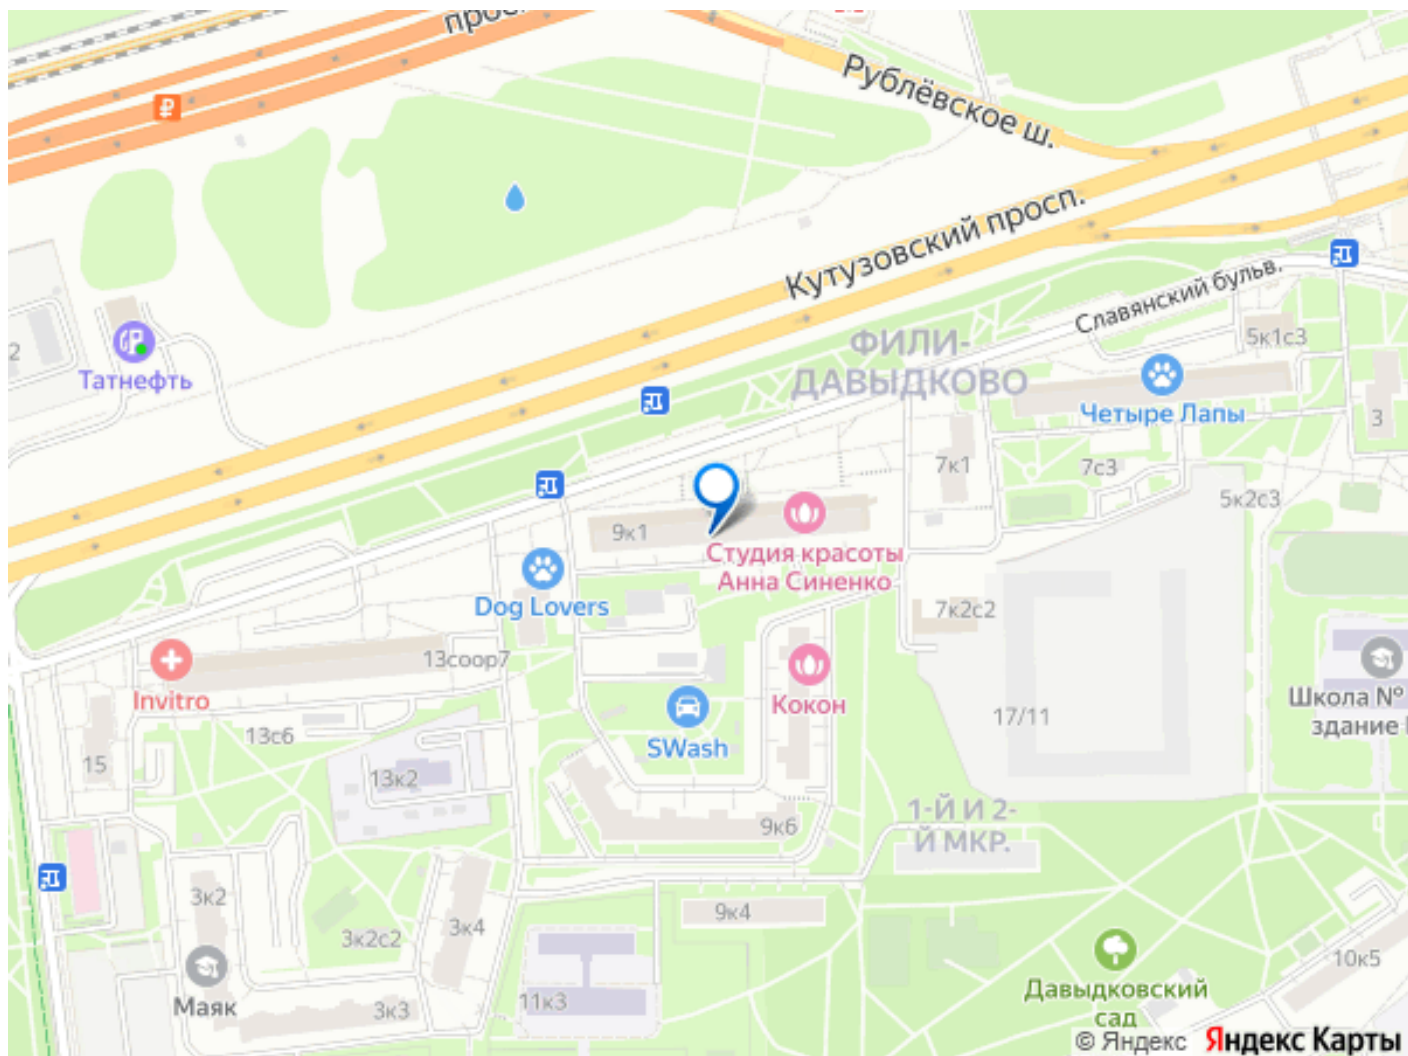 Рублёвское ш.
Кутузовский просп.
Славянский бульв.
2
Татнефть
ФИЛИ-
ДАВЫДКОВО
5к1с3
Четыре Лапы
3
7к1
7с3
5к2с3
9к1
Студия красоты
Анна Синенко
Dog Lovers
7к2с2
13соор7
Invitro
Кокон
Школа №
здание
17/11
13с6
SWash
15
13к2
9к6
1-Й И 2-
Й МКР.
3к2
9к4
3к4
3к2с2
10к5
Маяк
11к3
3к3
Давыдковский
сад
© Яндекс Яндекс Карты